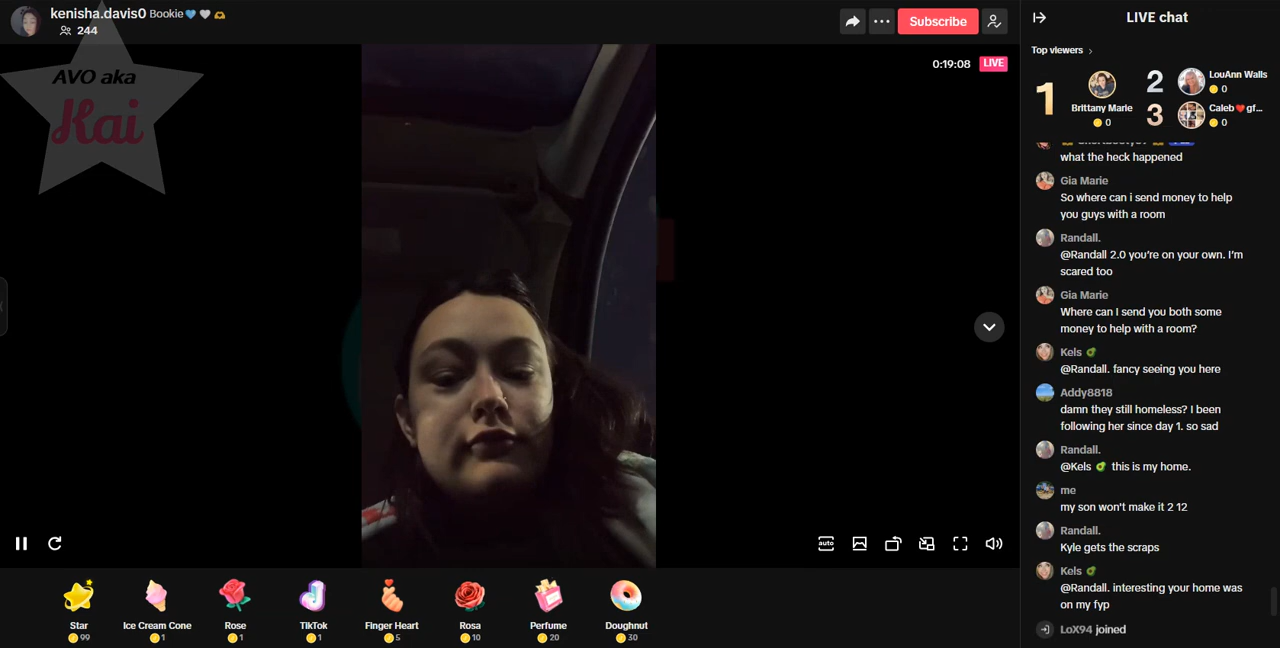 kenisha.davis0 Bookie💙🤍🫶
244
Subscribe
AVO aka
Kai
0:19:08 LIVE
LIVE chat
Top viewers
1 Brittany Marie 0
2 LouAnn Walls 0
3 Caleb❤️gf... 0
what the heck happened
Gia Marie
So where can i send money to help
you guys with a room
Randall.
@Randall 2.0 you're on your own. I'm
scared too
Gia Marie
Where can I send you both some
money to help with a room?
Kels 🥑
@Randall. fancy seeing you here
Addy8818
damn they still homeless? I been
following her since day 1. so sad
Randall.
@Kels 🥑 this is my home.
me
my son won't make it 2 12
Randall.
Kyle gets the scraps
Kels 🥑
@Randall. interesting your home was
on my fyp
LoX94 joined
auto
Star
99
Ice Cream Cone
1
Rose
1
TikTok
1
Finger Heart
5
Rosa
10
Perfume
20
Doughnut
30